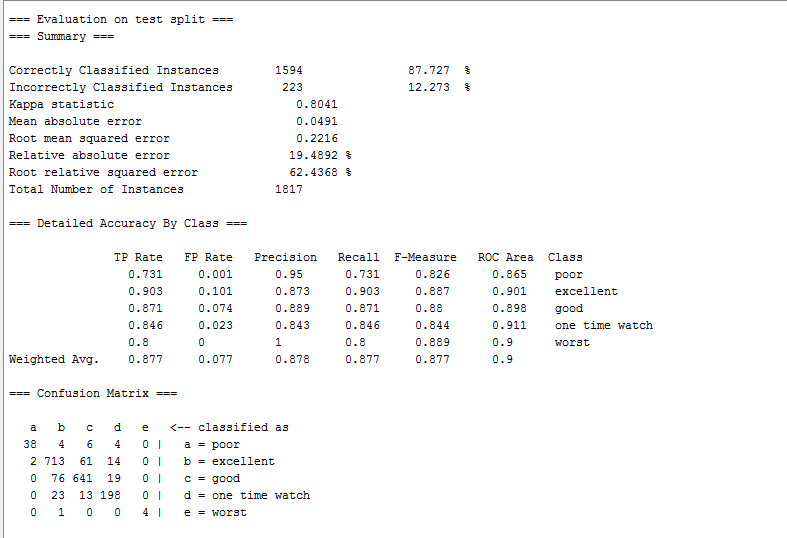 === Evaluation on test split ===
=== Summary ===
Correctly Classified Instances 1594 87.727 %
Incorrectly Classified Instances 223 12.273 %
Kappa statistic 0.8041
Mean absolute error 0.0491
Root mean squared error 0.2216
Relative absolute error 19.4892 %
Root relative squared error 62.4368 %
Total Number of Instances 1817
=== Detailed Accuracy By Class ===
TP Rate FP Rate Precision Recall F-Measure ROC Area Class
0.731 0.001 0.95 0.731 0.826 0.865 poor
0.903 0.101 0.873 0.903 0.887 0.901 excellent
0.871 0.074 0.889 0.871 0.88 0.898 good
0.846 0.023 0.843 0.846 0.844 0.911 one time watch
0.8 0 1 0.8 0.889 0.9 worst
Weighted Avg. 0.877 0.077 0.878 0.877 0.877 0.9
=== Confusion Matrix ===
a b c d e <-- classified as
38 4 6 4 0 | a = poor
2 713 61 14 0 | b = excellent
0 76 641 19 0 | c = good
0 23 13 198 0 | d = one time watch
0 1 0 0 4 | e = worst